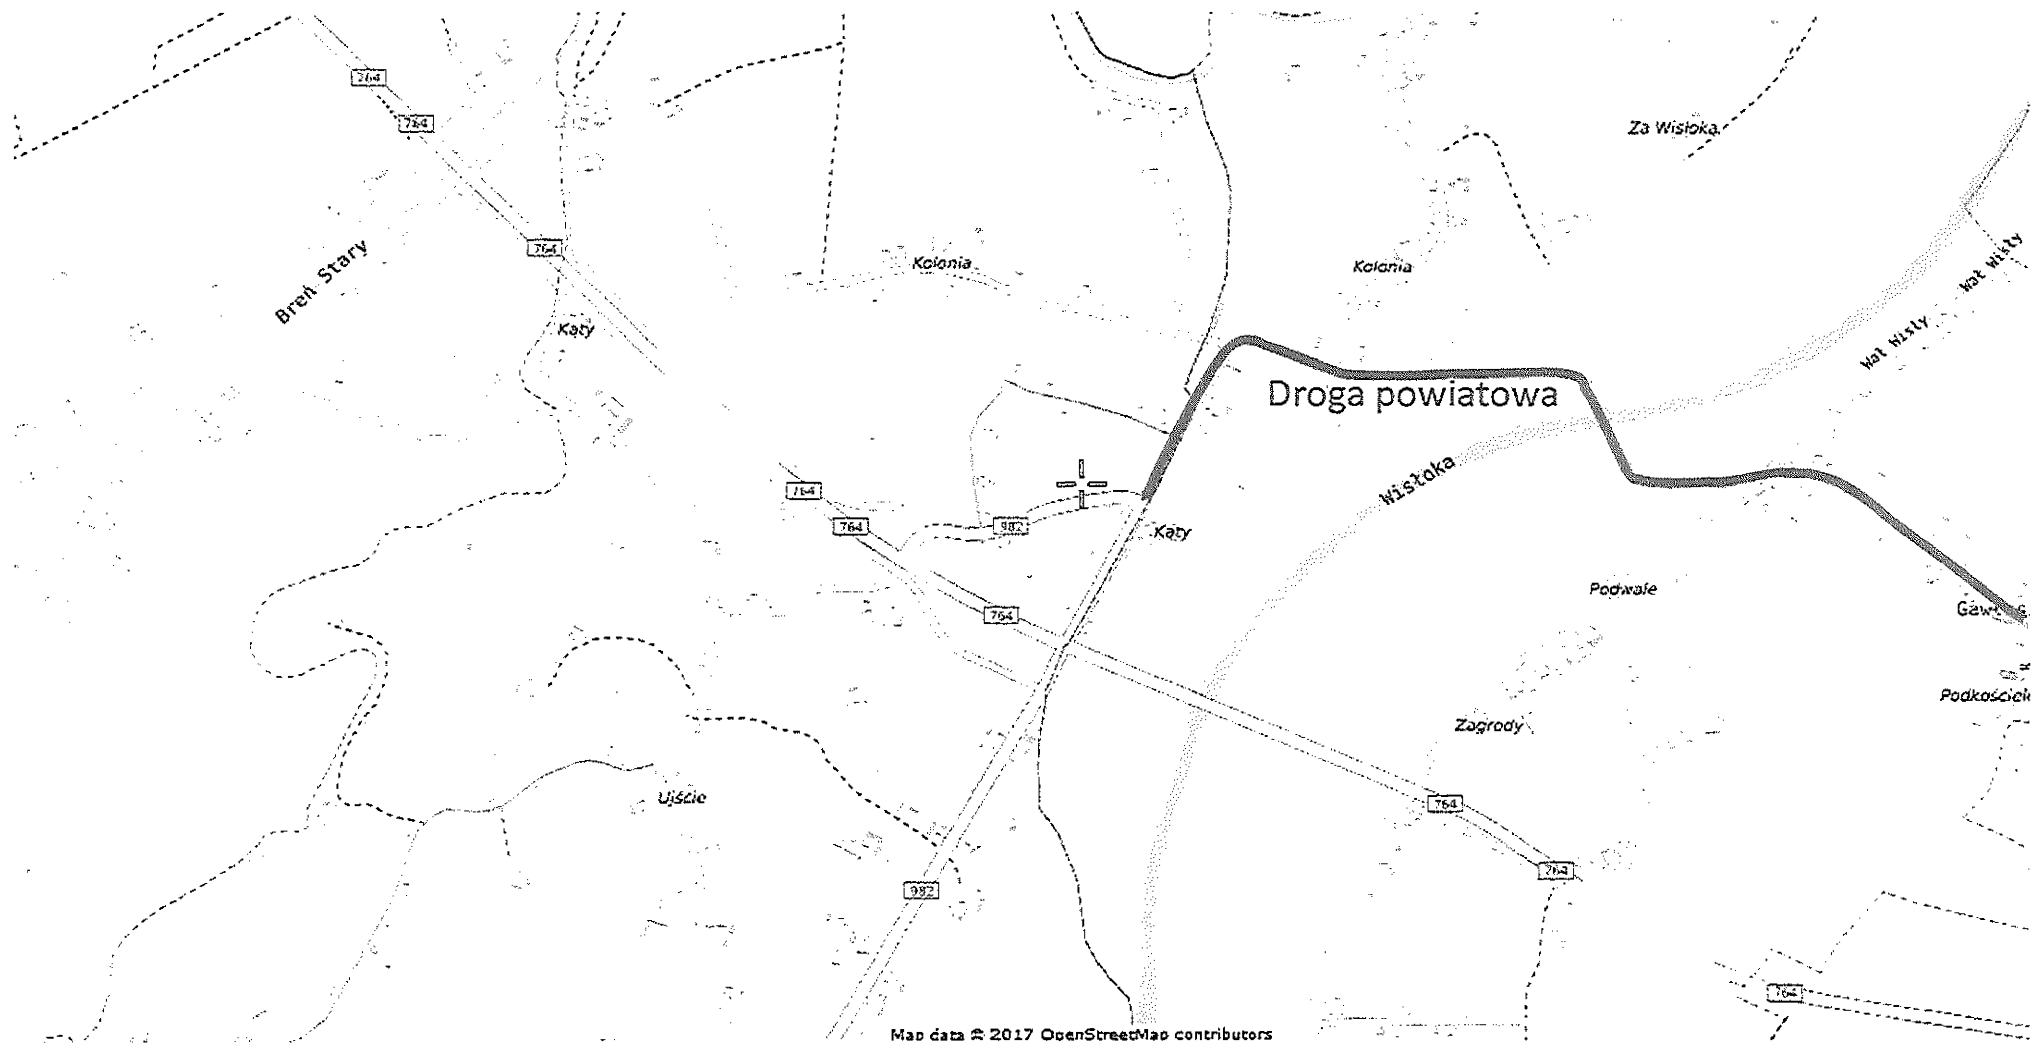 764
764
Za Wisłoka
764
Breń Stary
Kąty
Kolonia
Kolonia
Wał Wisły
Wał Wisły
Droga powiatowa
Wisłoka
764
764
982
Kąty
Podwale
764
Podkościel
Zagrody
Ujście
764
764
982
764
Map data © 2017 OpenStreetMap contributors